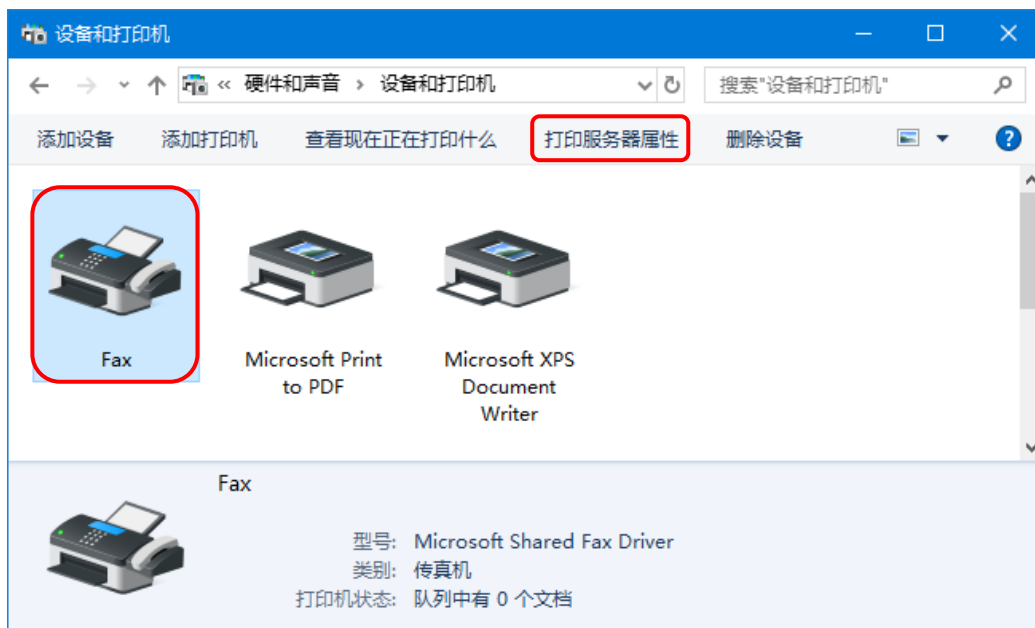 设备和打印机
« 硬件和声音 › 设备和打印机
搜索"设备和打印机"
添加设备 添加打印机 查看现在正在打印什么 打印服务器属性 删除设备 ?
Fax
Microsoft Print
to PDF
Microsoft XPS
Document
Writer
Fax
型号: Microsoft Shared Fax Driver
类别: 传真机
打印机状态: 队列中有 0 个文档